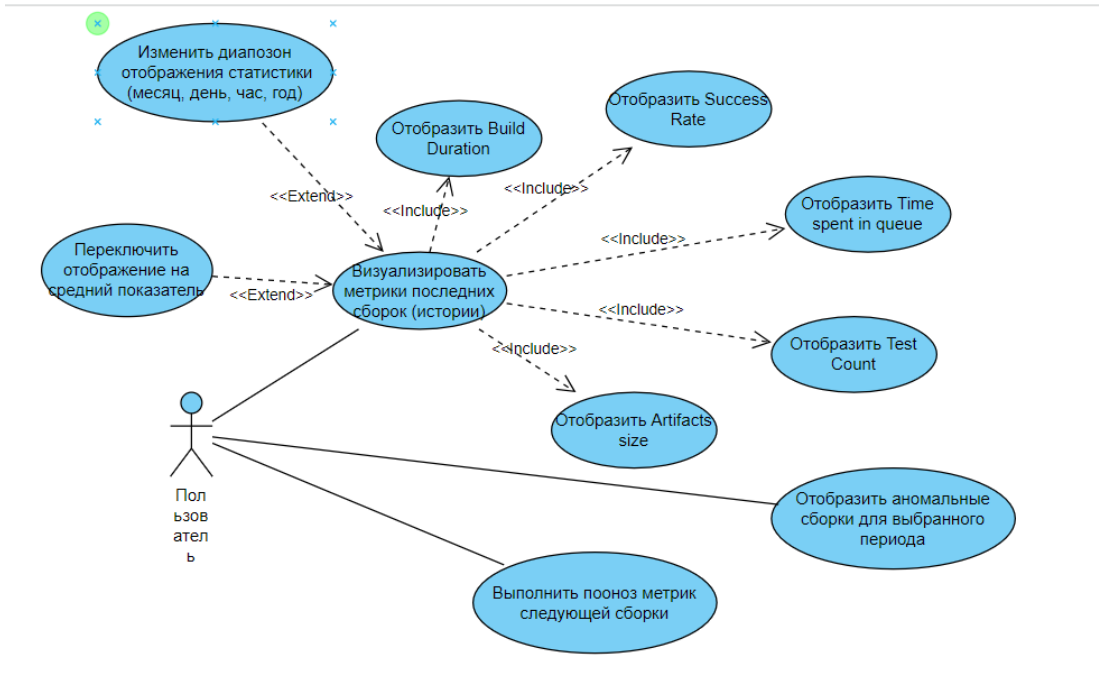 Изменить диапозон
отображения статистики
(месяц, день, час, год)
Отобразить Build
Duration
Отобразить Success
Rate
<<Extend>>
<<Include>>
<<Include>>
Отобразить Time
spent in queue
<<Include>>
Переключить
отображение на
средний показатель
<<Extend>>
Визуализировать
метрики последних
сборок (истории)
<<Include>>
Отобразить Test
Count
<<Include>>
Отобразить Artifacts
size
Пол
ьзов
ател
ь
Отобразить аномальные
сборки для выбранного
периода
Выполнить пооноз метрик
следующей сборки